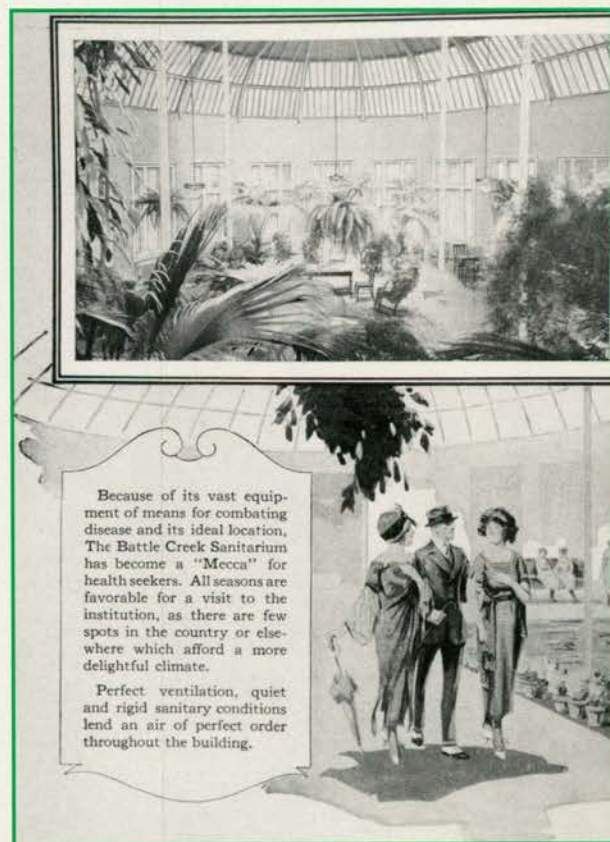 Because of its vast equip-
ment of means for combating
disease and its ideal location,
The Battle Creek Sanitarium
has become a "Mecca" for
health seekers. All seasons are
favorable for a visit to the
institution, as there are few
spots in the country or else-
where which afford a more
delightful climate.
Perfect ventilation, quiet
and rigid sanitary conditions
lend an air of perfect order
throughout the building.